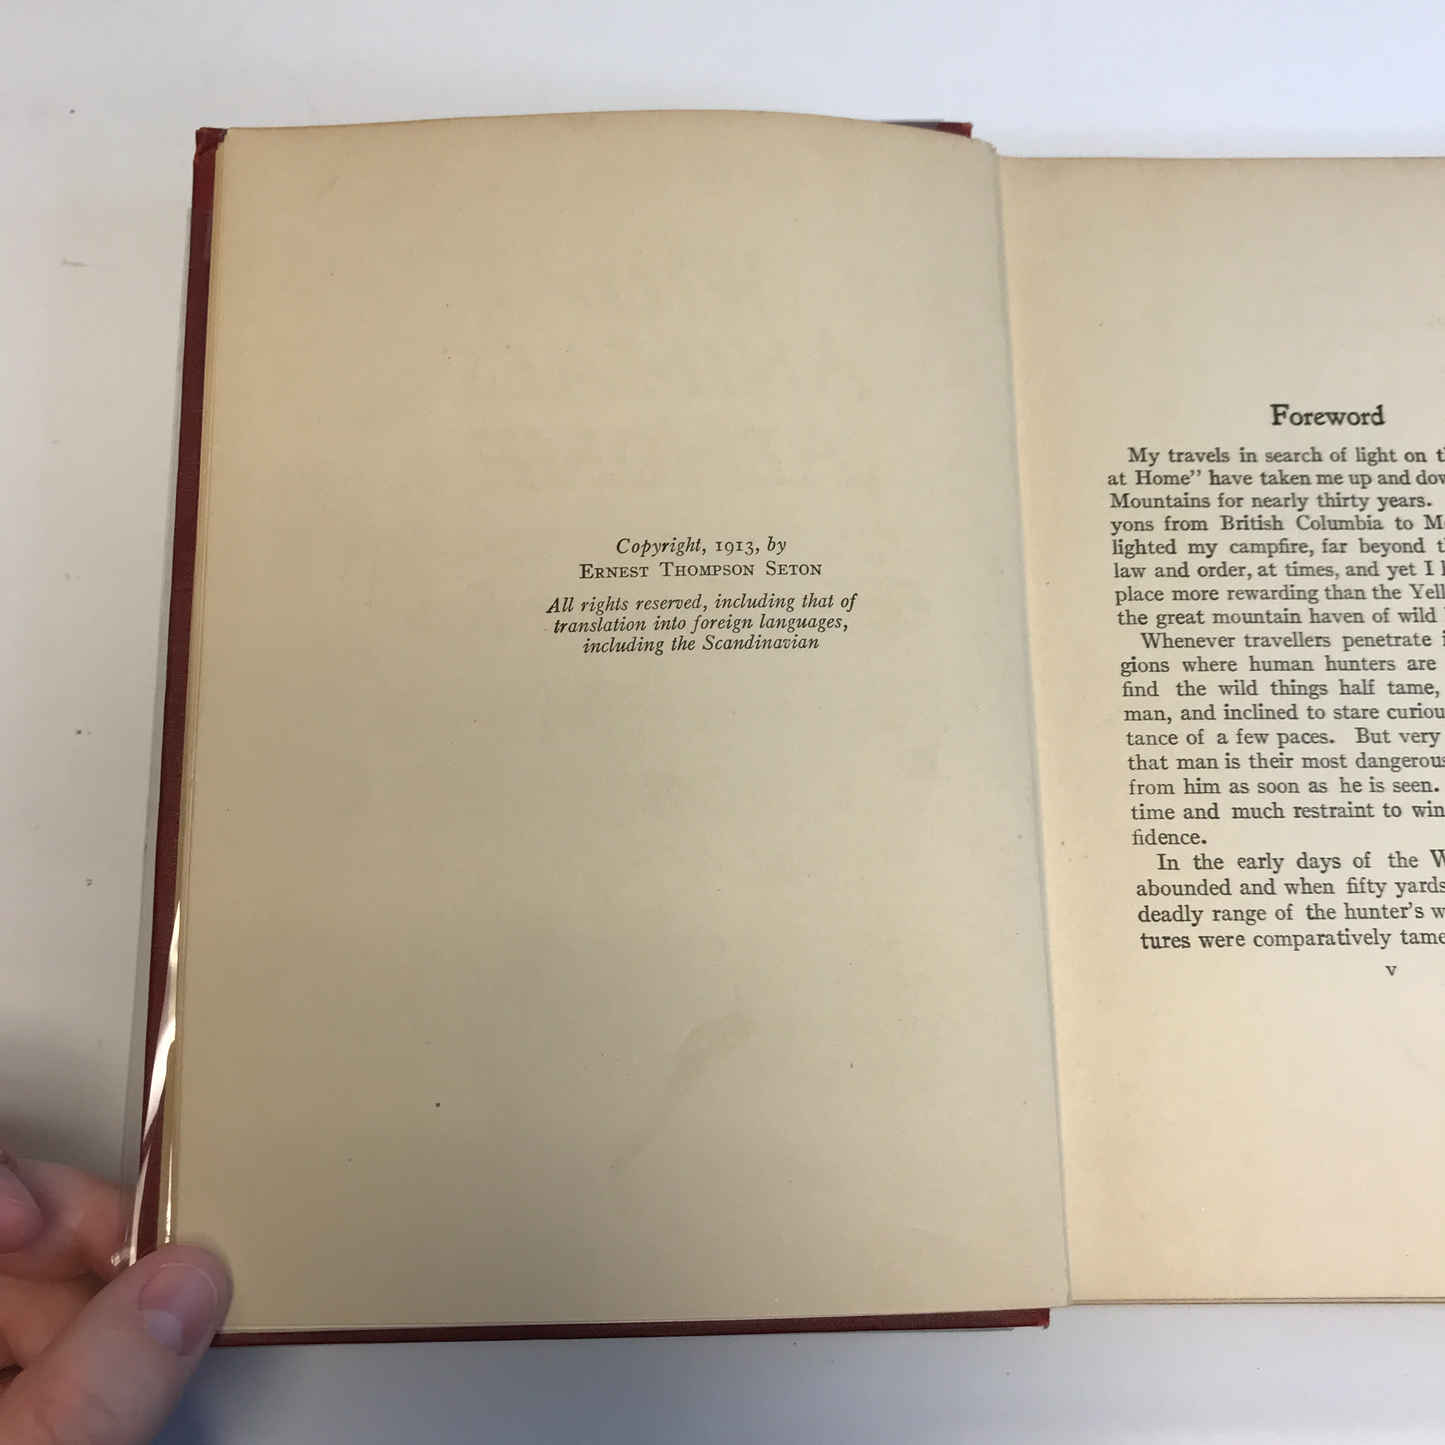 Copyright, 1913, by
Ernest Thompson Seton
All rights reserved, including that of
translation into foreign languages,
including the Scandinavian
Foreword
My travels in search of light on
at Home” have taken me up and
Mountains for nearly thirty years.
yons from British Columbia to
lighted my campfire, far beyond
law and order, at times, and yet I
place more rewarding than the
the great mountain haven of wild
Whenever travellers penetrate
gions where human hunters are
find the wild things half tame,
man, and inclined to stare
tance of a few paces. But very
that man is their most
from him as soon as he is seen.
time and much restraint to win
fidence.
In the early days of the
abounded and when fifty yards
deadly range of the hunter’s
tures were comparatively tame
v